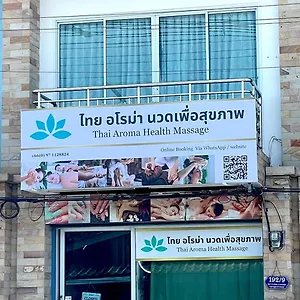 ไทย อโรม่า นวดเพื่อสุขภาพ
Thai Aroma Health Massage
Online Booking Via WhatsApp / website
ไทย อโรม่า นวดเพื่อสุขภาพ
Thai Aroma Health Massage
192/9